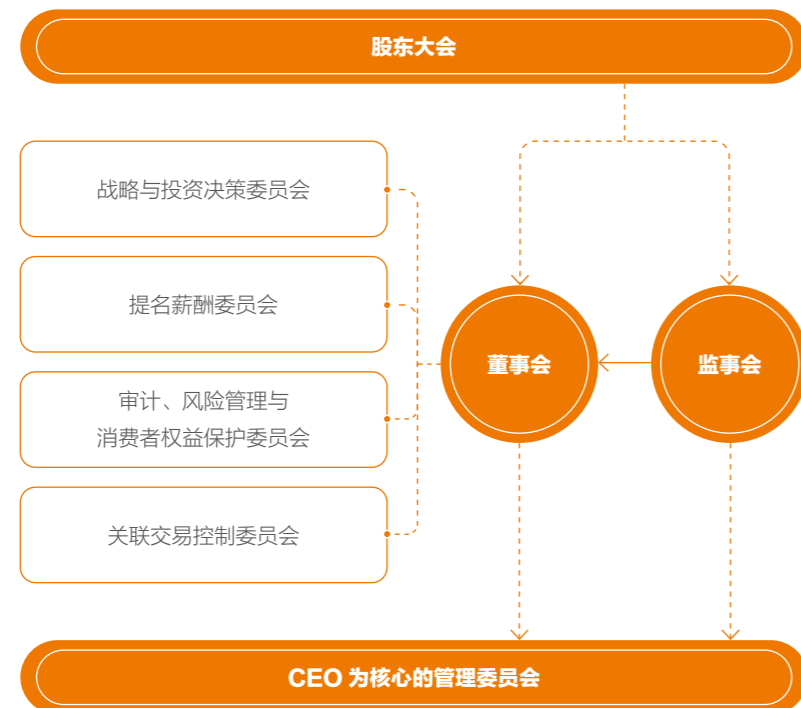 股东大会
战略与投资决策委员会
提名薪酬委员会
审计、风险管理与
消费者权益保护委员会
关联交易控制委员会
董事会
监事会
CEO 为核心的管理委员会